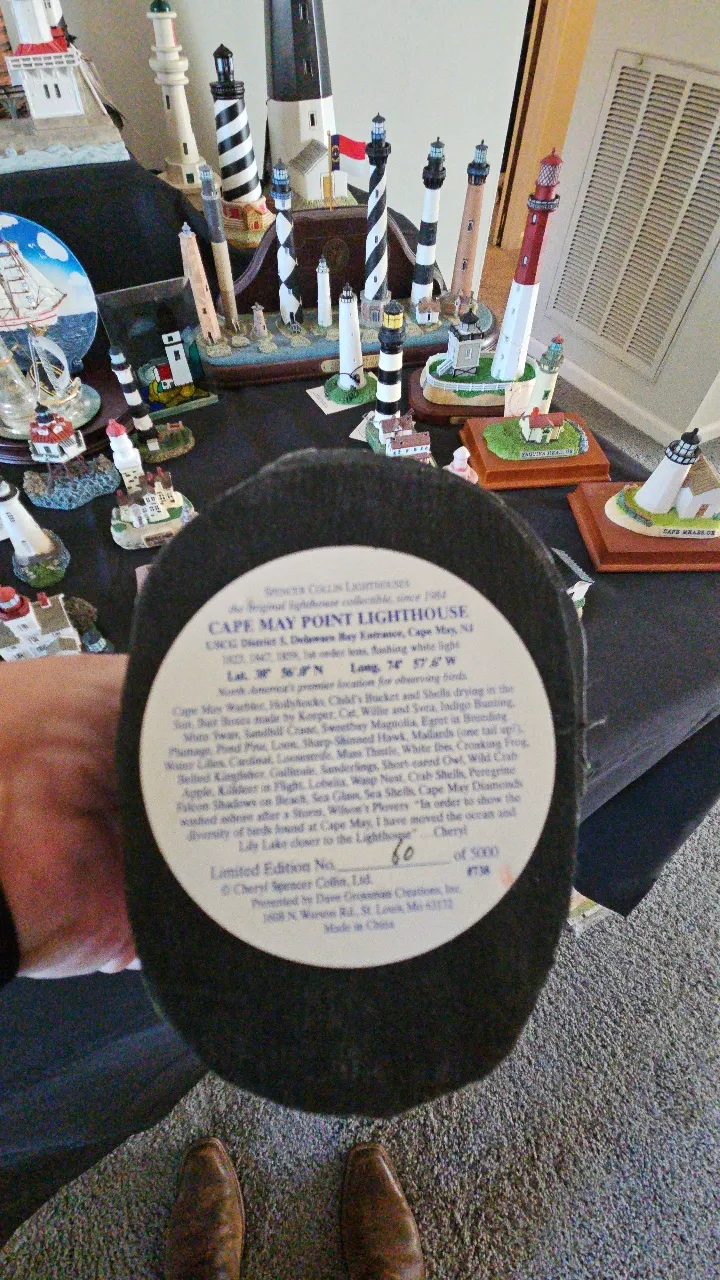 YAQUINA HEAD, OR
CAPE MEARES, OR
SPENCER COLLIN LIGHTHOUSES
the original lighthouse collectible, since 1984
CAPE MAY POINT LIGHTHOUSE
USCG District 5, Delaware Bay Entrance, Cape May, NJ
1823, 1847, 1859, 1st order lens, flashing white light
Lat. 38° 56' N Long. 74° 57' W
North America's premier location for observing birds
Cape May Warbler, Hollyhocks, Child's Bucket and Shells drying in the
Sun, Bird Boxes made by Cat, Willie and Indigo Bunting,
Mute Swan, Sandhill Crane, Sweetbay Magnolia, Egret in Breeding
Plumage, Pond Pine, Loon, Sharp-Shinned Hawk, Mallards (one tail up!),
Water Lilies, Cardinal, Loosestrife, Musk Thistle, White Ibis, Croaking Frog,
Belted Kingfisher, Gallinule, Sanderlings, Short-eared Owl, Wild Crab
Apple, Killdeer in Flight, Lobelia, Wasp Nest, Crab Shells, Peregrine
Falcon Shadows on Beach, Sea Glass, Sea Shells, Cape May Diamonds
washed ashore after a Storm, Wilson's Plovers "In order to show the
diversity of birds found at Cape May, I have moved the ocean and
Lily Lake closer to the Lighthouse" ...Cheryl
Limited Edition No. 60 of 5000
© Cheryl Spencer Collin, Ltd. #738
Presented by Dave Grossman Creations, Inc.
1608 N. Warson Rd., St. Louis, Mo 63132
Made in China